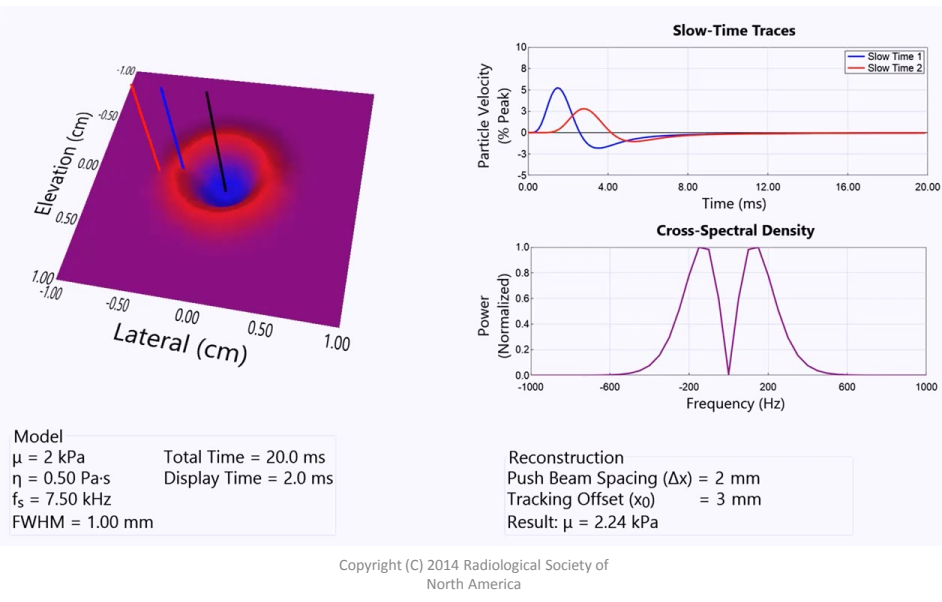 -1.00
-0.50
0.00
0.50
1.00
Elevation (cm)
-1.00
-0.50
0.00
0.50
1.00
Lateral (cm)
Slow-Time Traces
10
8
5
3
0
-3
-5
Particle Velocity
(% Peak)
Slow Time 1
Slow Time 2
0.00 4.00 8.00 12.00 16.00 20.00
Time (ms)
Cross-Spectral Density
1.0
0.8
0.6
0.4
0.2
0.0
Power
(Normalized)
-1000 -600 -200 200 600 1000
Frequency (Hz)
Model
μ = 2 kPa Total Time = 20.0 ms
η = 0.50 Pa·s Display Time = 2.0 ms
fs = 7.50 kHz
FWHM = 1.00 mm
Reconstruction
Push Beam Spacing (Δx) = 2 mm
Tracking Offset (x0) = 3 mm
Result: μ = 2.24 kPa
Copyright (C) 2014 Radiological Society of
North America